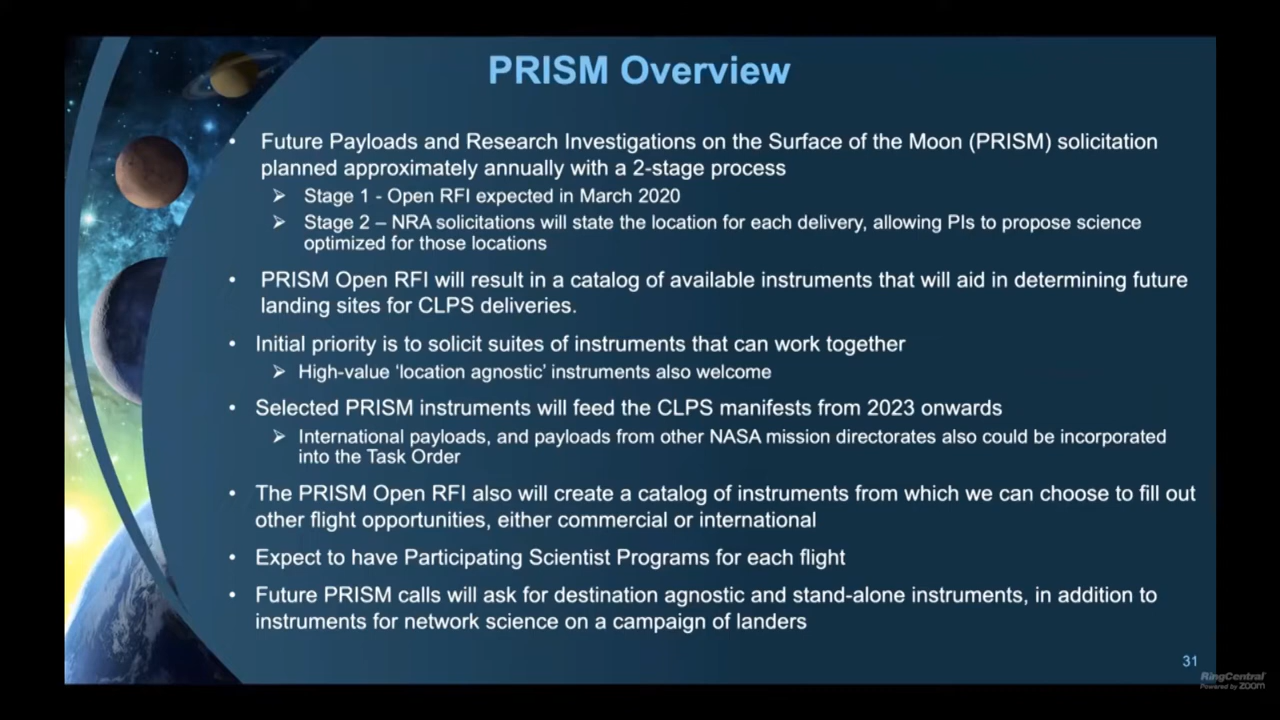 PRISM Overview
• Future Payloads and Research Investigations on the Surface of the Moon (PRISM) solicitation
planned approximately annually with a 2-stage process
➢ Stage 1 - Open RFI expected in March 2020
➢ Stage 2 – NRA solicitations will state the location for each delivery, allowing PIs to propose science
optimized for those locations
• PRISM Open RFI will result in a catalog of available instruments that will aid in determining future
landing sites for CLPS deliveries.
• Initial priority is to solicit suites of instruments that can work together
➢ High-value ‘location agnostic’ instruments also welcome
• Selected PRISM instruments will feed the CLPS manifests from 2023 onwards
➢ International payloads, and payloads from other NASA mission directorates also could be incorporated
into the Task Order
• The PRISM Open RFI also will create a catalog of instruments from which we can choose to fill out
other flight opportunities, either commercial or international
• Expect to have Participating Scientist Programs for each flight
• Future PRISM calls will ask for destination agnostic and stand-alone instruments, in addition to
instruments for network science on a campaign of landers
31
RingCentral
Powered by zoom